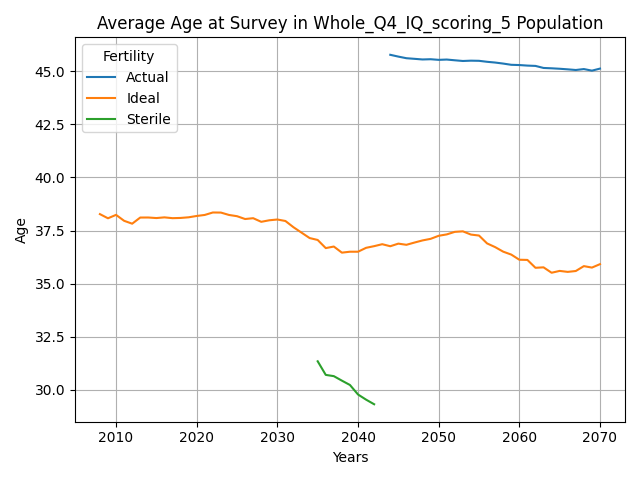 Average Age at Survey in Whole_Q4_IQ_scoring_5 Population
Fertility
Actual
Ideal
Sterile
Age
45.0
42.5
40.0
37.5
35.0
32.5
30.0
2010 2020 2030 2040 2050 2060 2070
Years